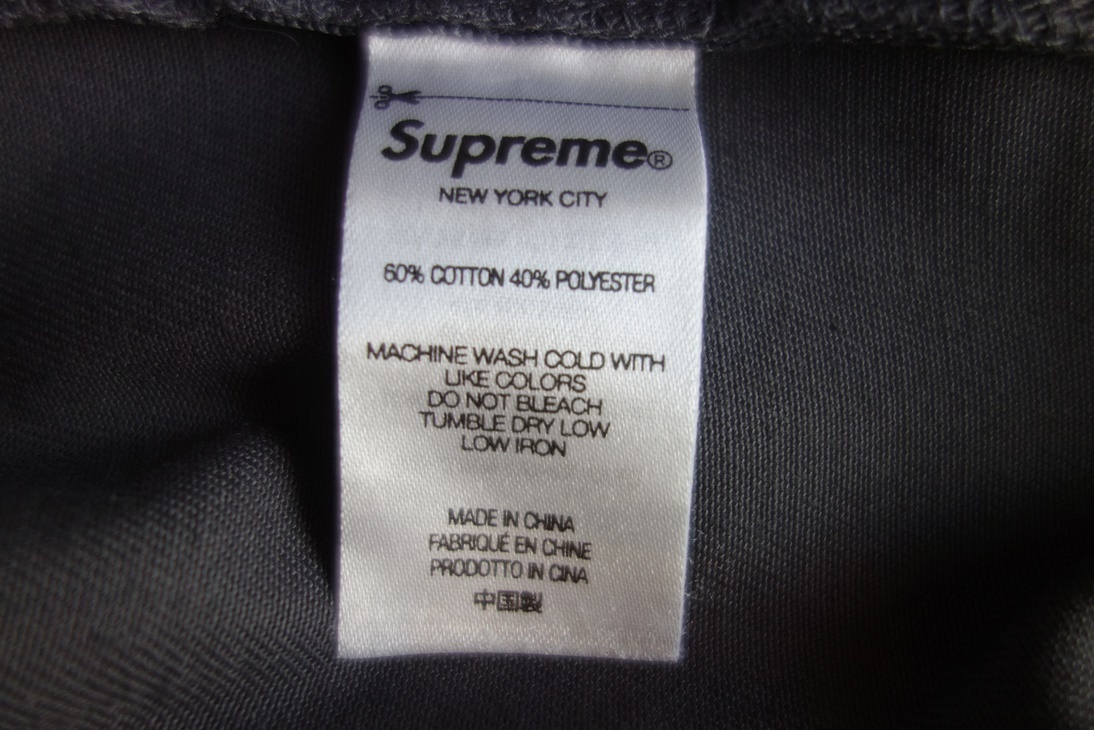 Supreme®
NEW YORK CITY
60% COTTON 40% POLYESTER
MACHINE WASH COLD WITH
LIKE COLORS
DO NOT BLEACH
TUMBLE DRY LOW
LOW IRON
MADE IN CHINA
FABRIQUÉ EN CHINE
PRODOTTO IN CINA
中国製